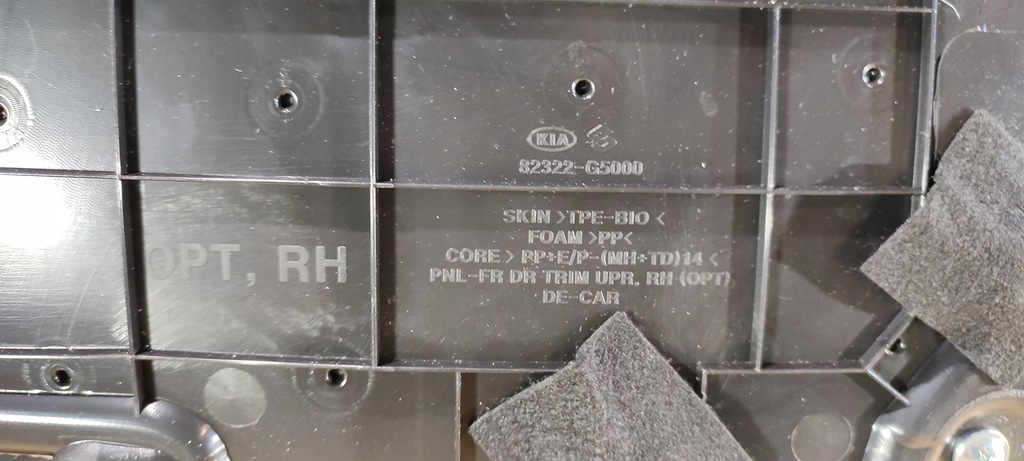 KIA
82322-G5000
SKIN >TPE-BIO <
FOAM >PP<
CORE > PP+E/P-(MH+TD)14 <
PNL-FR DR TRIM UPR, RH (OPT)
DE-CAR
OPT, RH